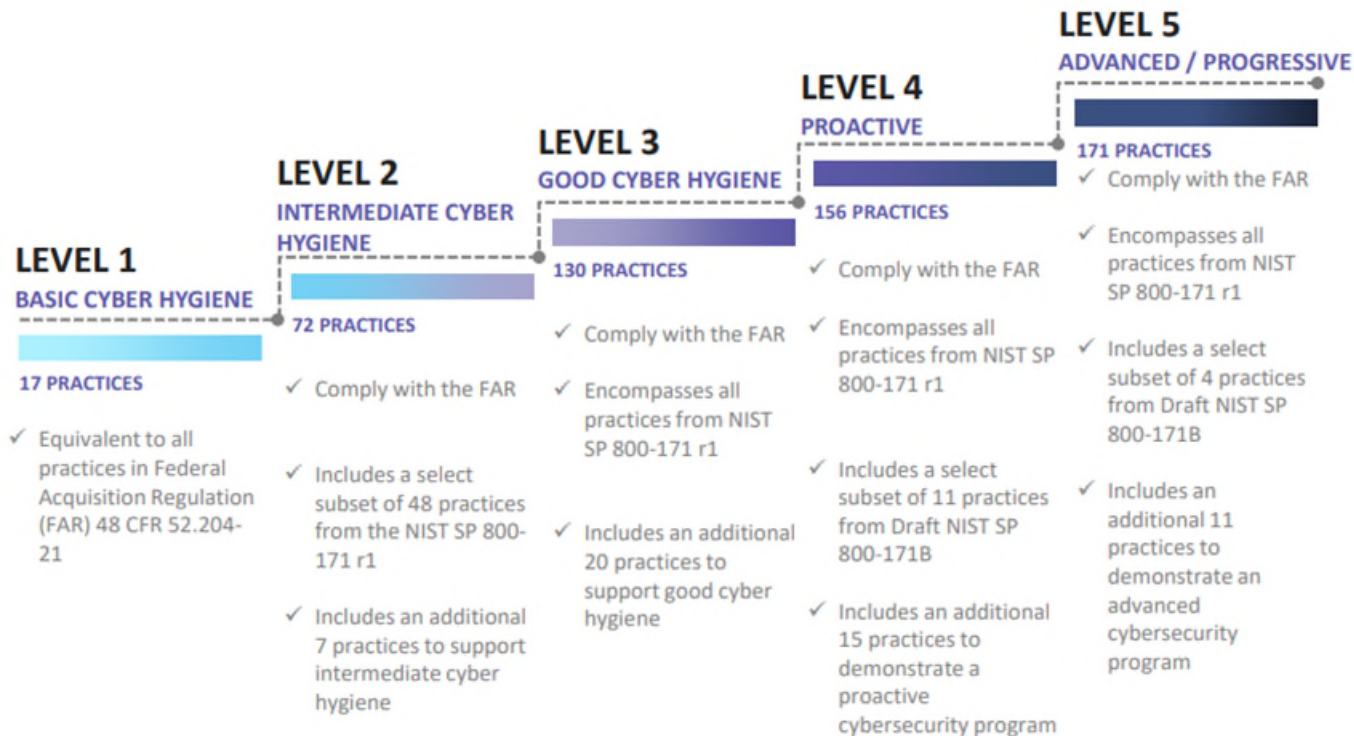 LEVEL 1
BASIC CYBER HYGIENE
17 PRACTICES
✓ Equivalent to all
practices in Federal
Acquisition Regulation
(FAR) 48 CFR 52.204-
21
LEVEL 2
INTERMEDIATE CYBER
HYGIENE
72 PRACTICES
✓ Comply with the FAR
✓ Includes a select
subset of 48 practices
from the NIST SP 800-
171 r1
✓ Includes an additional
7 practices to support
intermediate cyber
hygiene
LEVEL 3
GOOD CYBER HYGIENE
130 PRACTICES
✓ Comply with the FAR
✓ Encompasses all
practices from NIST
SP 800-171 r1
✓ Includes an additional
20 practices to
support good cyber
hygiene
LEVEL 4
PROACTIVE
156 PRACTICES
✓ Comply with the FAR
✓ Encompasses all
practices from NIST SP
800-171 r1
✓ Includes a select
subset of 11 practices
from Draft NIST SP
800-171B
✓ Includes an additional
15 practices to
demonstrate a
proactive
cybersecurity program
LEVEL 5
ADVANCED / PROGRESSIVE
171 PRACTICES
✓ Comply with the FAR
✓ Encompasses all
practices from NIST
SP 800-171 r1
✓ Includes a select
subset of 4 practices
from Draft NIST SP
800-171B
✓ Includes an
additional 11
practices to
demonstrate an
advanced
cybersecurity
program